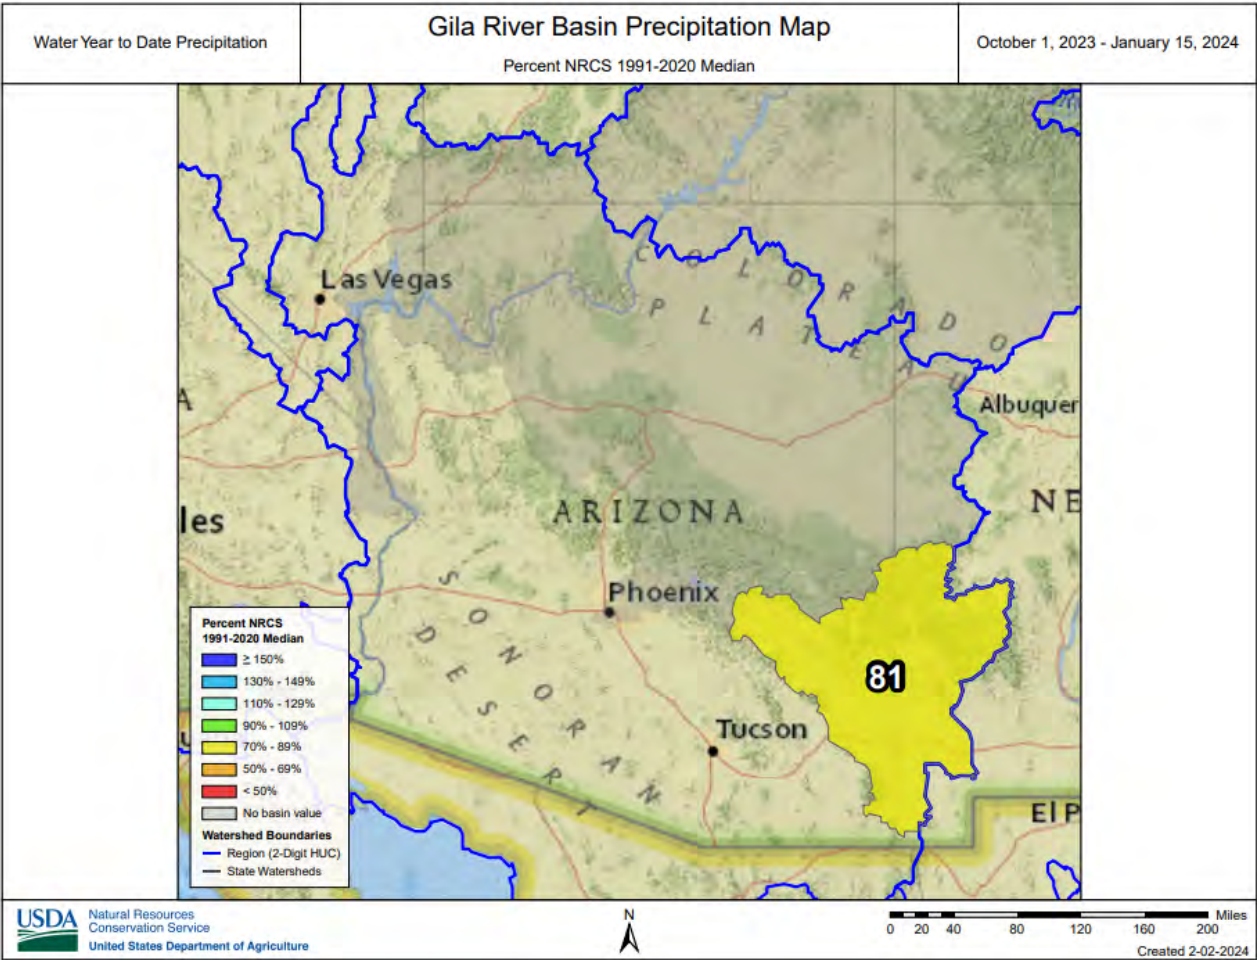 Water Year to Date Precipitation
Gila River Basin Precipitation Map
Percent NRCS 1991-2020 Median
October 1, 2023 - January 15, 2024
Las Vegas
COLORADO
PLATEAU
A
Albuquer
les
ARIZONA
NE
Phoenix
SONORAN
DESERT
81
Tucson
El P
Percent NRCS
1991-2020 Median
≥ 150%
130% - 149%
110% - 129%
90% - 109%
70% - 89%
50% - 69%
< 50%
No basin value
Watershed Boundaries
Region (2-Digit HUC)
State Watersheds
USDA
Natural Resources
Conservation Service
United States Department of Agriculture
N
0 20 40 80 120 160 200 Miles
Created 2-02-2024